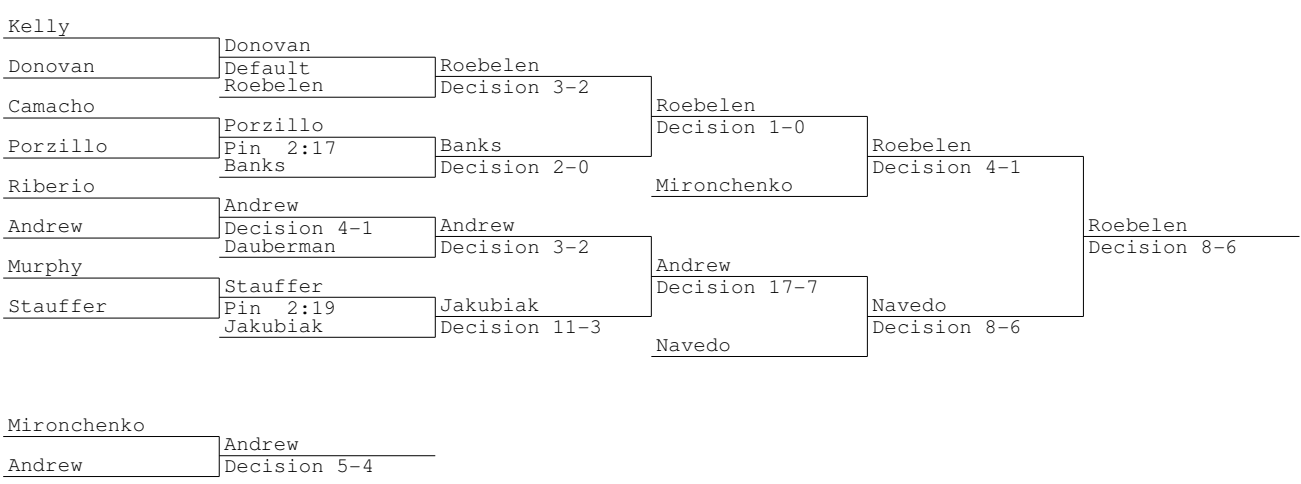 Kelly
Donovan
Donovan
Default
Roebelen
Roebelen
Decision 3-2
Camacho
Porzillo
Porzillo
Pin 2:17
Banks
Banks
Decision 2-0
Roebelen
Decision 1-0
Mironchenko
Roebelen
Decision 4-1
Riberio
Andrew
Andrew
Decision 4-1
Dauberman
Andrew
Decision 3-2
Murphy
Stauffer
Stauffer
Pin 2:19
Jakubiak
Jakubiak
Decision 11-3
Andrew
Decision 17-7
Navedo
Navedo
Decision 8-6
Roebelen
Decision 8-6
Mironchenko
Andrew
Andrew
Decision 5-4